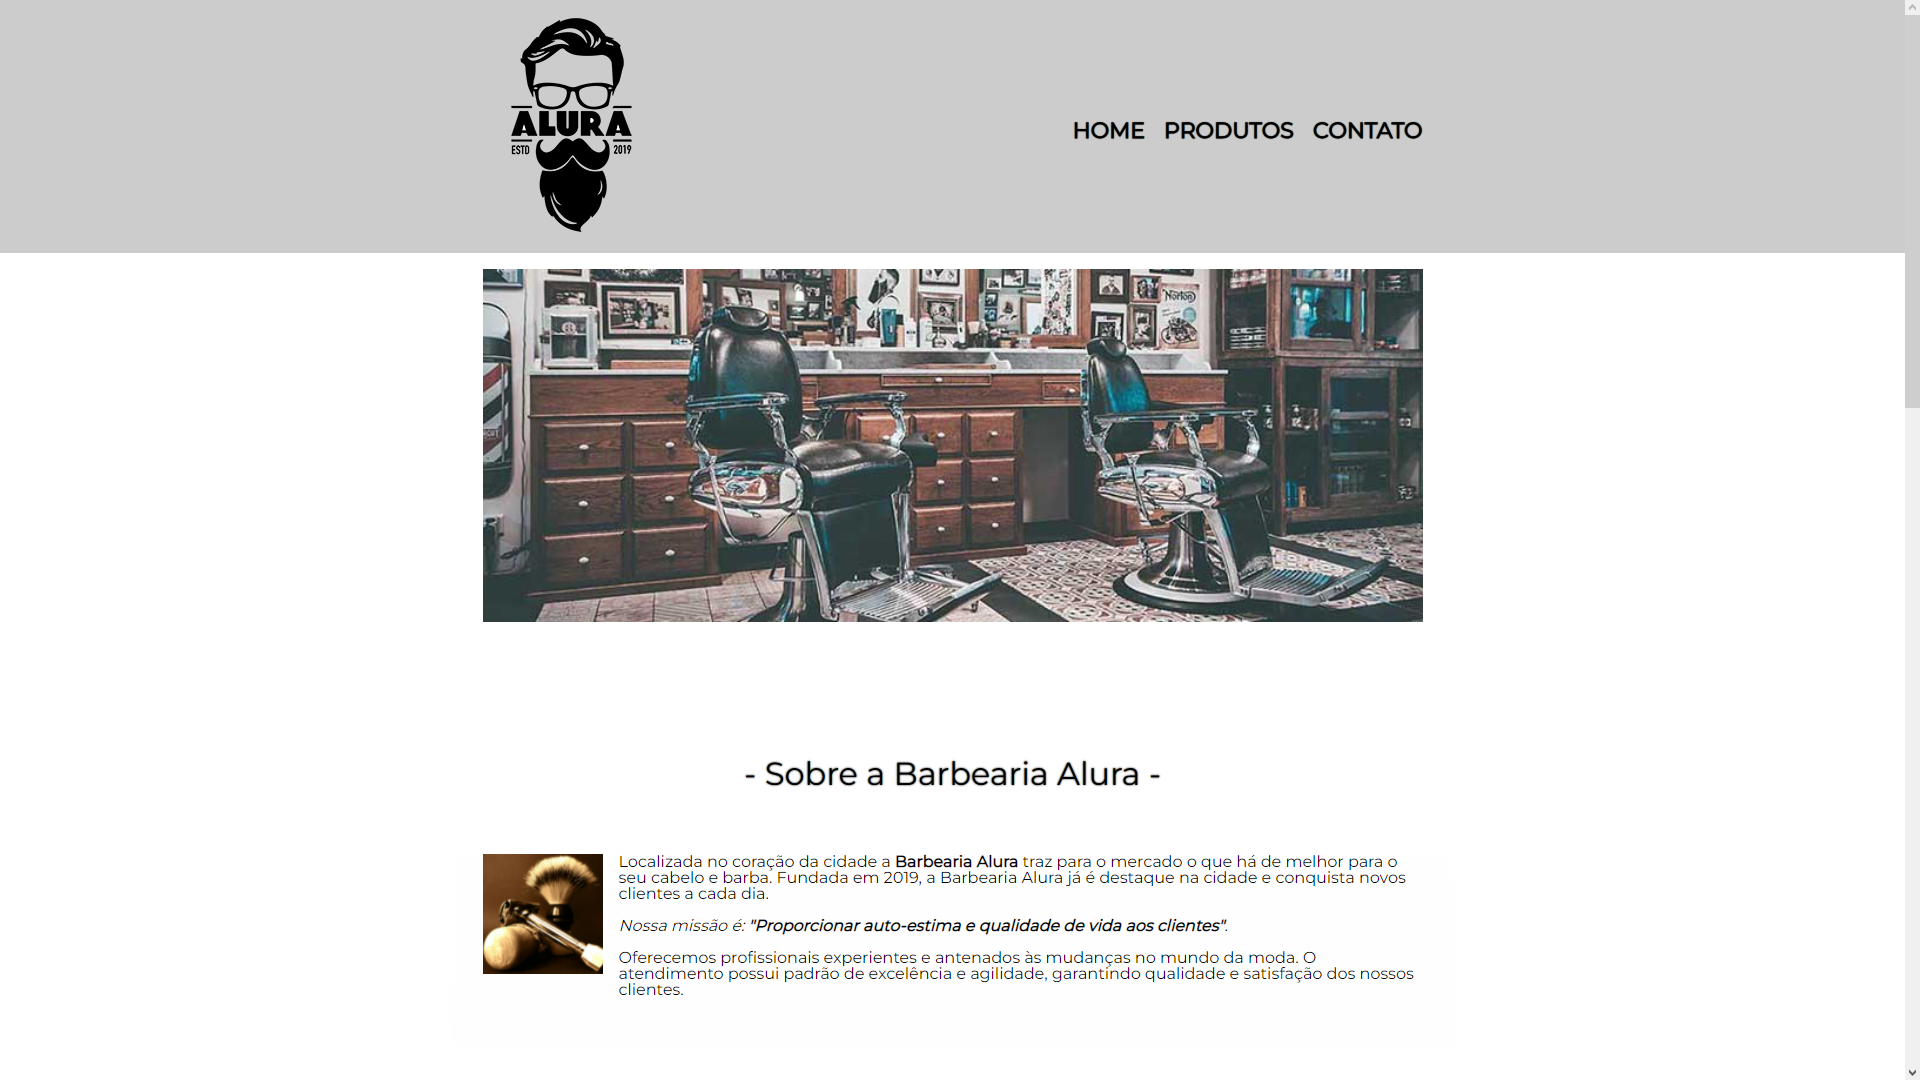 ALURA
ESTD 2019
HOME PRODUTOS CONTATO
Norton
- Sobre a Barbearia Alura -
Localizada no coração da cidade a Barbearia Alura traz para o mercado o que há de melhor para o
seu cabelo e barba. Fundada em 2019, a Barbearia Alura já é destaque na cidade e conquista novos
clientes a cada dia.
Nossa missão é: "Proporcionar auto-estima e qualidade de vida aos clientes".
Oferecemos profissionais experientes e antenados às mudanças no mundo da moda. O
atendimento possui padrão de excelência e agilidade, garantindo qualidade e satisfação dos nossos
clientes.